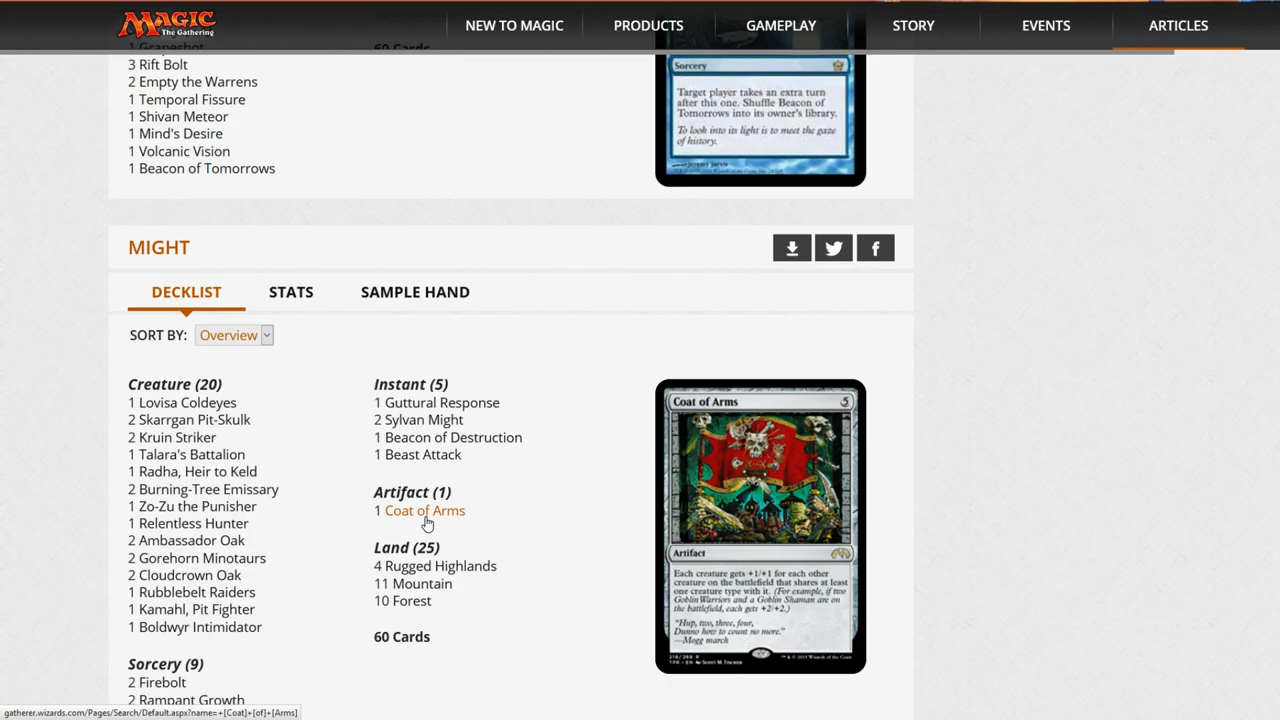 MAGIC
The Gathering
NEW TO MAGIC
PRODUCTS
GAMEPLAY
STORY
EVENTS
ARTICLES
1 Grapeshot
60 Cards
3 Rift Bolt
2 Empty the Warrens
1 Temporal Fissure
1 Shivan Meteor
1 Mind's Desire
1 Volcanic Vision
1 Beacon of Tomorrows
Sorcery
Target player takes an extra turn
after this one. Shuffle Beacon of
Tomorrows into its owner's library.
To look into its light is to meet the gaze
of history.
MIGHT
DECKLIST
STATS
SAMPLE HAND
SORT BY: Overview
Creature (20)
1 Lovisa Coldeyes
2 Skarrgan Pit-Skulk
2 Kruin Striker
1 Talara's Battalion
1 Radha, Heir to Keld
2 Burning-Tree Emissary
1 Zo-Zu the Punisher
1 Relentless Hunter
2 Ambassador Oak
2 Gorehorn Minotaurs
2 Cloudcrown Oak
1 Rubblebelt Raiders
1 Kamahl, Pit Fighter
1 Boldwyr Intimidator
Sorcery (9)
2 Firebolt
2 Rampant Growth
Instant (5)
1 Guttural Response
2 Sylvan Might
1 Beacon of Destruction
1 Beast Attack
Artifact (1)
1 Coat of Arms
Land (25)
4 Rugged Highlands
11 Mountain
10 Forest
60 Cards
Coat of Arms 5
Artifact
Each creature gets +1/+1 for each other
creature on the battlefield that shares at least
one creature type with it. (For example, if two
Goblin Warriors and a Goblin Shaman are on
the battlefield, each gets +2/+2.)
"Hup, two, three, four,
Dunno how to count no more."
—Mogg march
gatherer.wizards.com/Pages/Search/Default.aspx?name=+[Coat]+[of]+[Arms]